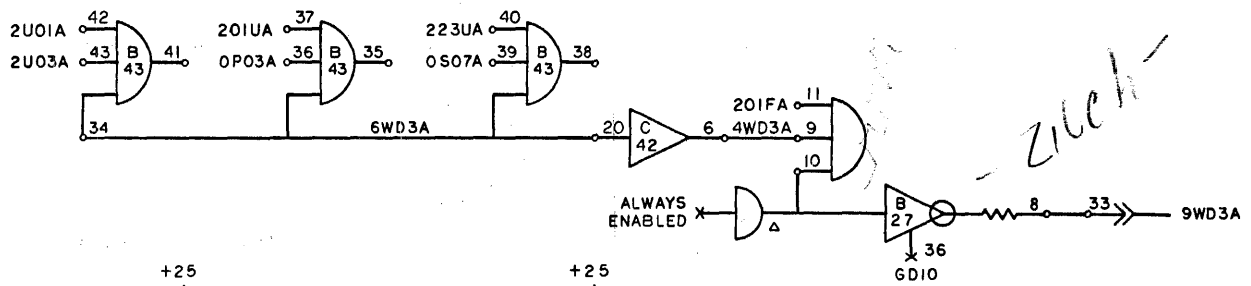 42 37 40
2U01A 201UA 223UA
43 B 41 36 B 35 39 B 38
2U03A 43 0P03A 43 0S07A 43
201FA 11
34 6WD3A 20 C 6 4WD3A 9
42
10
- zilch -
ALWAYS
ENABLED Δ B 8 33 9WD3A
27
36
GD10
+25 +25